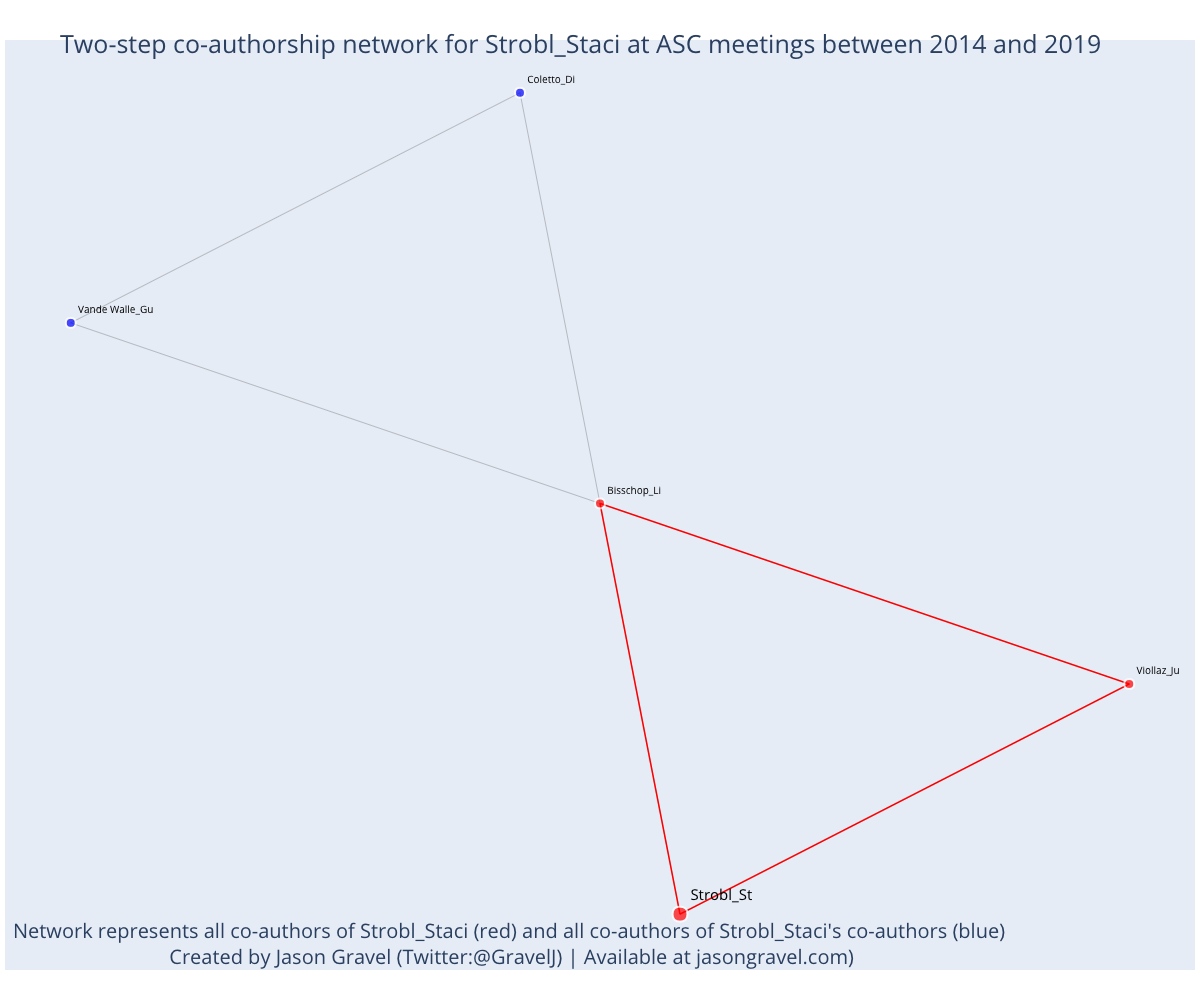 Two-step co-authorship network for Strobl_Staci at ASC meetings between 2014 and 2019
Coletto_Di
Vande Walle_Gu
Bisschop_Li
Viollaz_Ju
Strobl_St
Network represents all co-authors of Strobl_Staci (red) and all co-authors of Strobl_Staci's co-authors (blue)
Created by Jason Gravel (Twitter:@GravelJ) | Available at jasongravel.com)